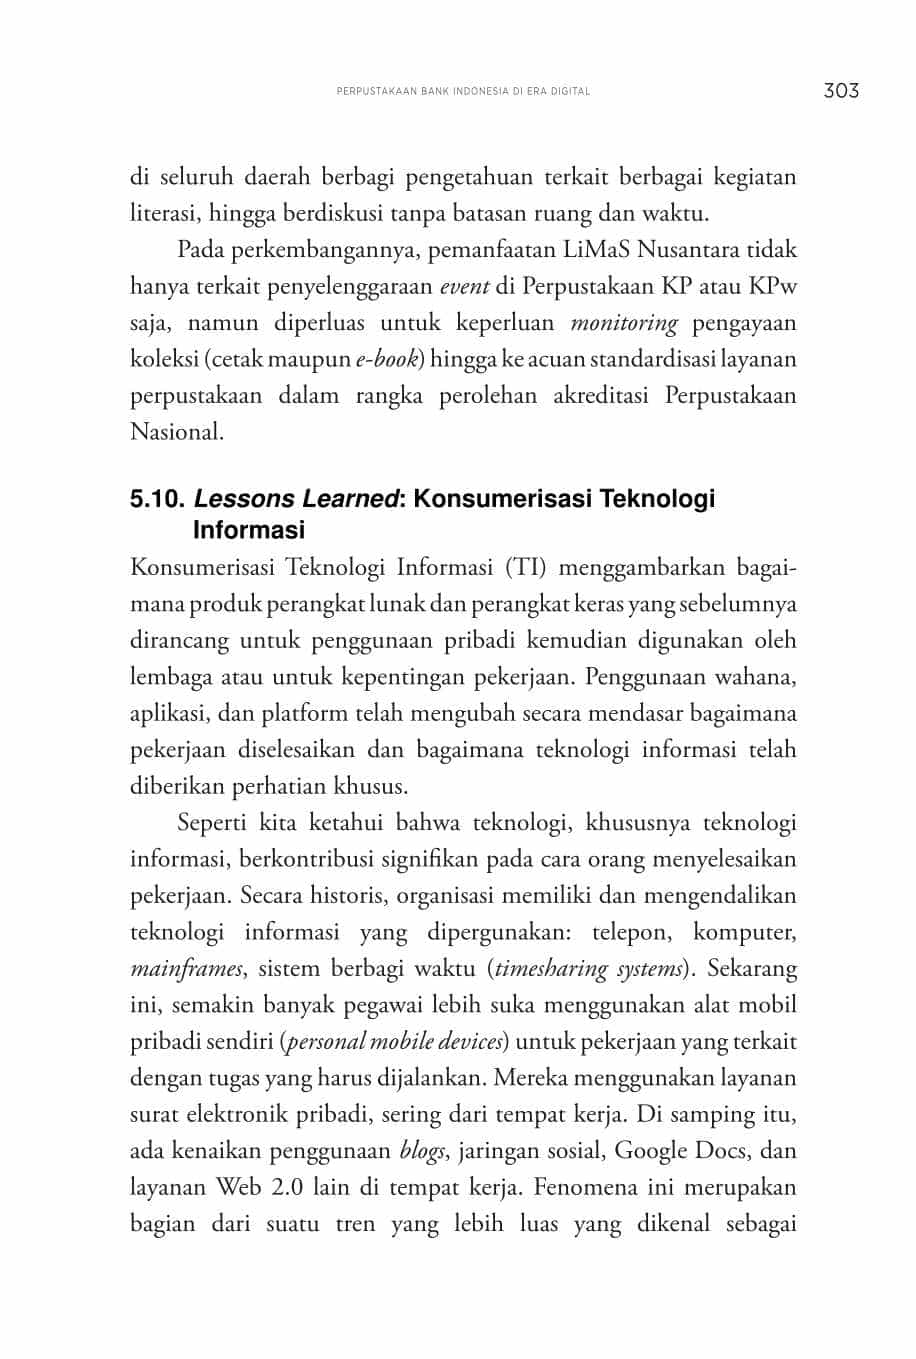 PERPUSTAKAAN BANK INDONESIA DI ERA DIGITAL 303
di seluruh daerah berbagi pengetahuan terkait berbagai kegiatan
literasi, hingga berdiskusi tanpa batasan ruang dan waktu.
Pada perkembangannya, pemanfaatan LiMaS Nusantara tidak
hanya terkait penyelenggaraan event di Perpustakaan KP atau KPw
saja, namun diperluas untuk keperluan monitoring pengayaan
koleksi (cetak maupun e-book) hingga ke acuan standardisasi layanan
perpustakaan dalam rangka perolehan akreditasi Perpustakaan
Nasional.
5.10. Lessons Learned: Konsumerisasi Teknologi
Informasi
Konsumerisasi Teknologi Informasi (TI) menggambarkan bagai-
mana produk perangkat lunak dan perangkat keras yang sebelumnya
dirancang untuk penggunaan pribadi kemudian digunakan oleh
lembaga atau untuk kepentingan pekerjaan. Penggunaan wahana,
aplikasi, dan platform telah mengubah secara mendasar bagaimana
pekerjaan diselesaikan dan bagaimana teknologi informasi telah
diberikan perhatian khusus.
Seperti kita ketahui bahwa teknologi, khususnya teknologi
informasi, berkontribusi signifikan pada cara orang menyelesaikan
pekerjaan. Secara historis, organisasi memiliki dan mengendalikan
teknologi informasi yang dipergunakan: telepon, komputer,
mainframes, sistem berbagi waktu (timesharing systems). Sekarang
ini, semakin banyak pegawai lebih suka menggunakan alat mobil
pribadi sendiri (personal mobile devices) untuk pekerjaan yang terkait
dengan tugas yang harus dijalankan. Mereka menggunakan layanan
surat elektronik pribadi, sering dari tempat kerja. Di samping itu,
ada kenaikan penggunaan blogs, jaringan sosial, Google Docs, dan
layanan Web 2.0 lain di tempat kerja. Fenomena ini merupakan
bagian dari suatu tren yang lebih luas yang dikenal sebagai